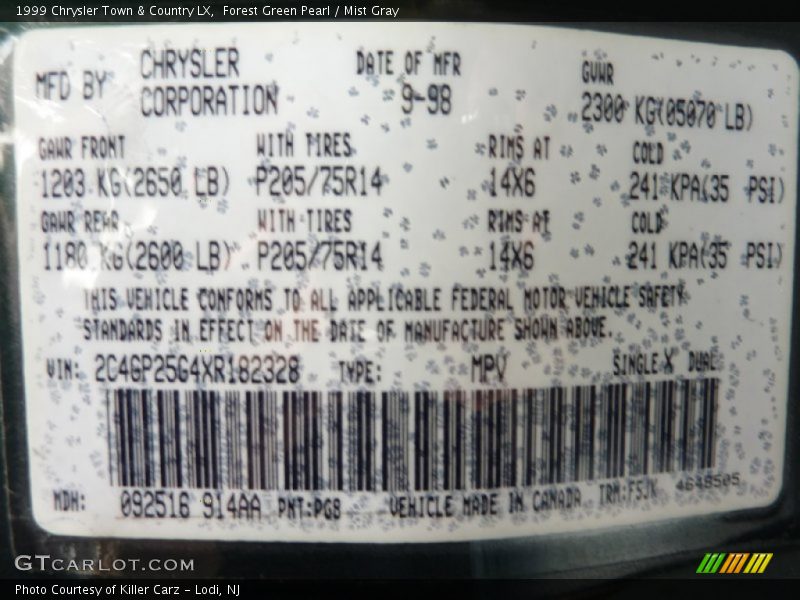 1999 Chrysler Town & Country LX, Forest Green Pearl / Mist Gray
MFD BY CHRYSLER CORPORATION DATE OF MFR 9-98 GVWR 2300 KG(05070 LB)
GAWR FRONT WITH TIRES RIMS AT COLD
1203 KG(2650 LB) P205/75R14 14X6 241 KPA(35 PSI)
GAWR REAR WITH TIRES RIMS AT COLD
1180 KG(2600 LB) P205/75R14 14X6 241 KPA(35 PSI)
THIS VEHICLE CONFORMS TO ALL APPLICABLE FEDERAL MOTOR VEHICLE SAFETY
STANDARDS IN EFFECT ON THE DATE OF MANUFACTURE SHOWN ABOVE.
VIN: 2C4GP25G4XR182328 TYPE: MPV SINGLE X DUAL
MDH: 092516 914AA PNT:PG8 VEHICLE MADE IN CANADA TRM:F5JK 4648505
GTCARLOT.COM
Photo Courtesy of Killer Carz - Lodi, NJ